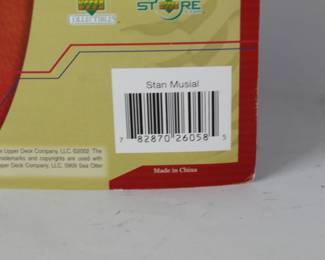 COLLECTIBLES
STORE
Stan Musial
7 82870 26058 5
Upper Deck Company, LLC. ©2002. The
trademarks and copyrights are used with
Upper Deck Company, LLC. 5909 Sea Otter
Made in China